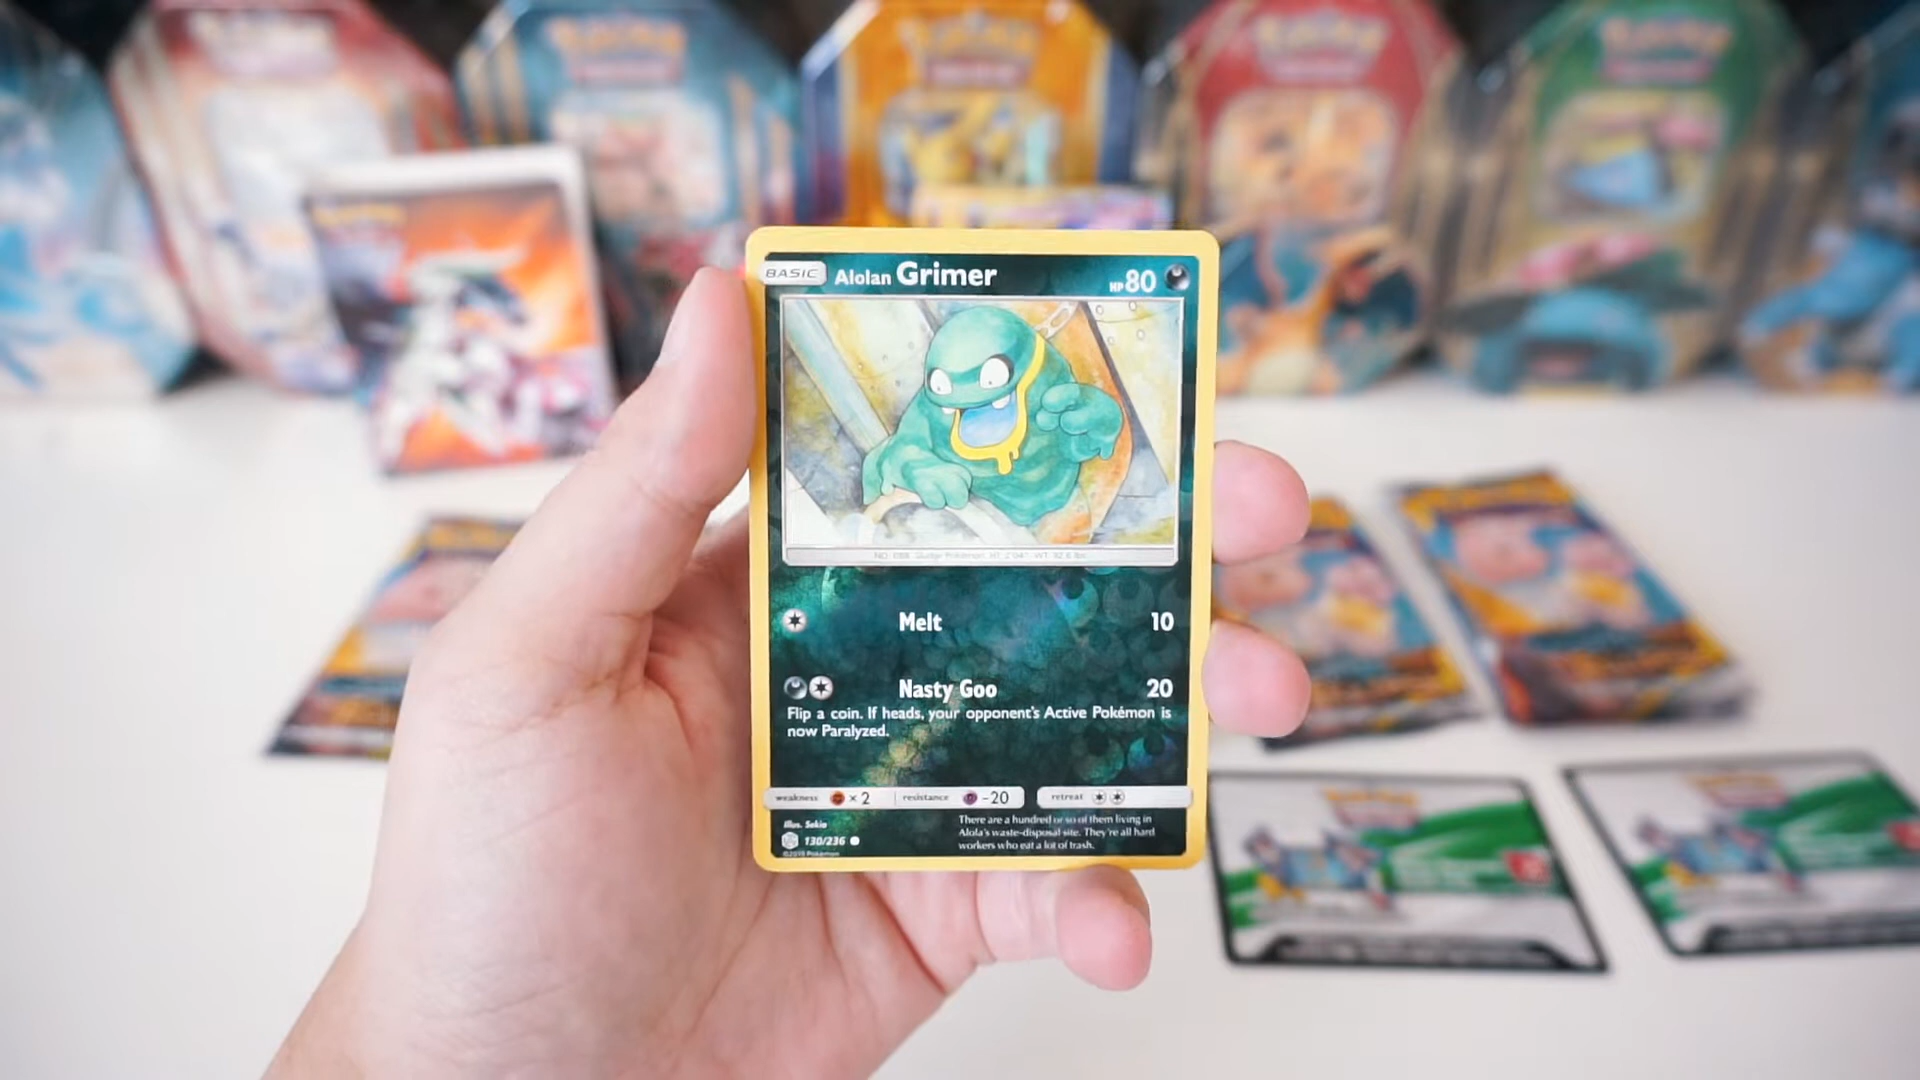 BASIC Alolan Grimer HP 80
NO. 088 Sludge Pokémon HT: 2'04" WT: 92.6 lbs.
Melt 10
Nasty Goo 20
Flip a coin. If heads, your opponent's Active Pokémon is
now Paralyzed.
weakness × 2 resistance -20 retreat
Illus. Sekio
130/236
©2019 Pokémon
There are a hundred or so of them living in
Alola's waste-disposal site. They're all hard
workers who eat a lot of trash.